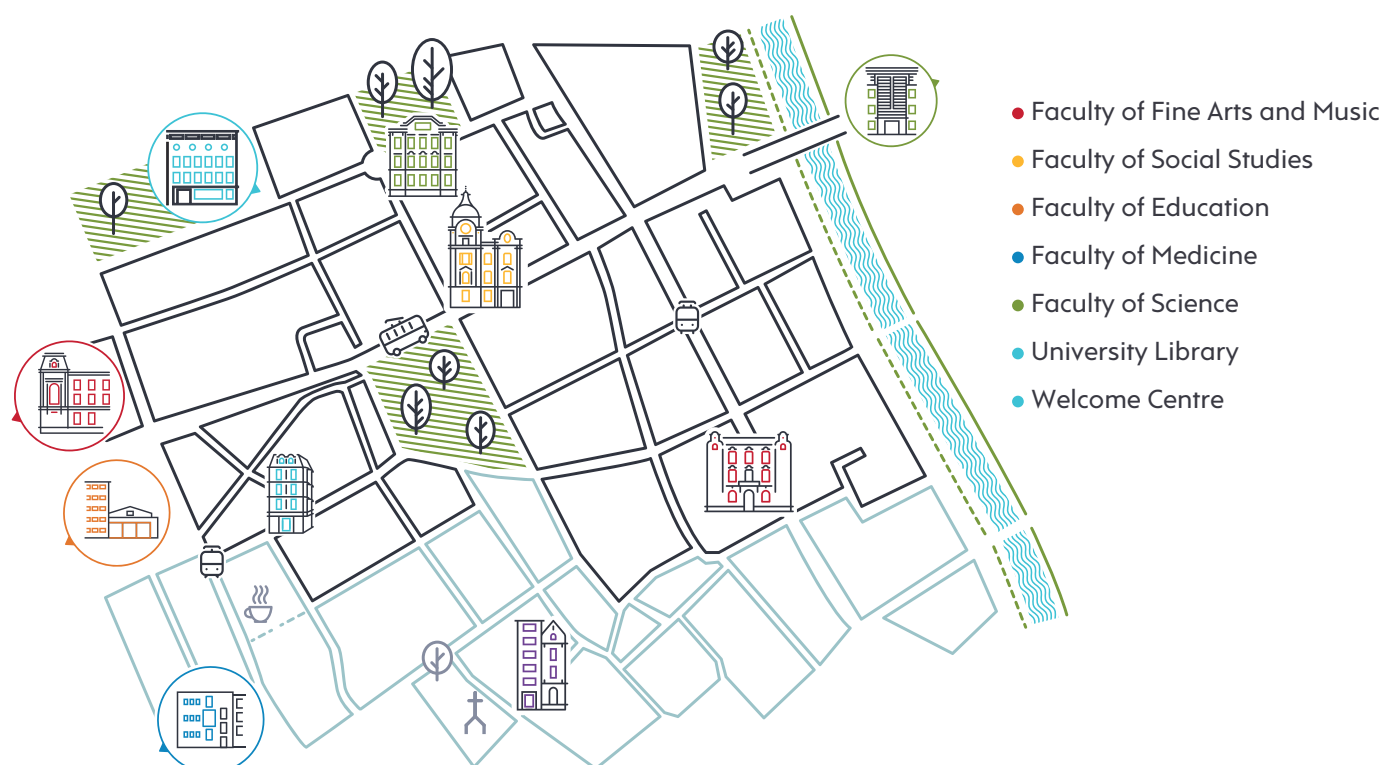 Faculty of Fine Arts and Music
Faculty of Social Studies
Faculty of Education
Faculty of Medicine
Faculty of Science
University Library
Welcome Centre